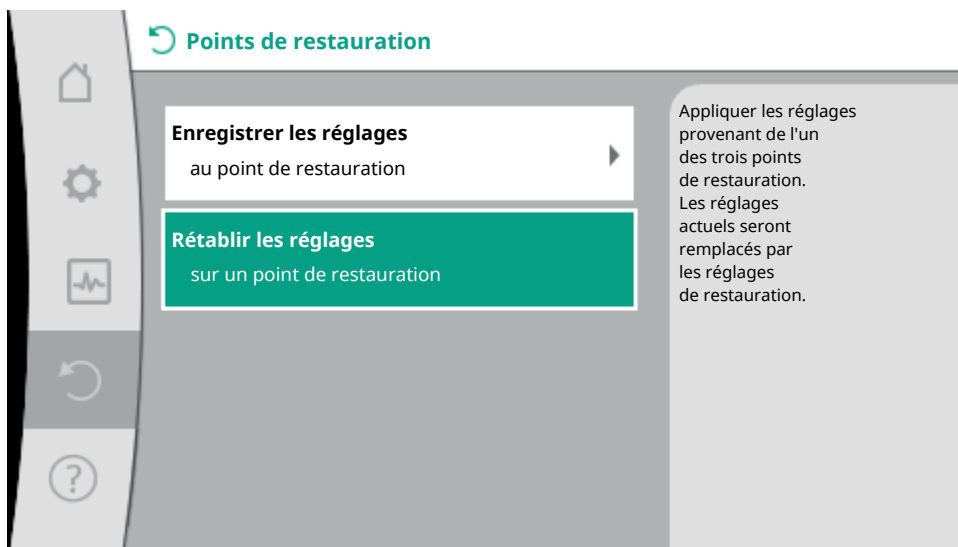 Points de restauration
Enregistrer les réglages
au point de restauration
Rétablir les réglages
sur un point de restauration
Appliquer les réglages
provenant de l'un
des trois points
de restauration.
Les réglages
actuels seront
remplacés par
les réglages
de restauration.
?